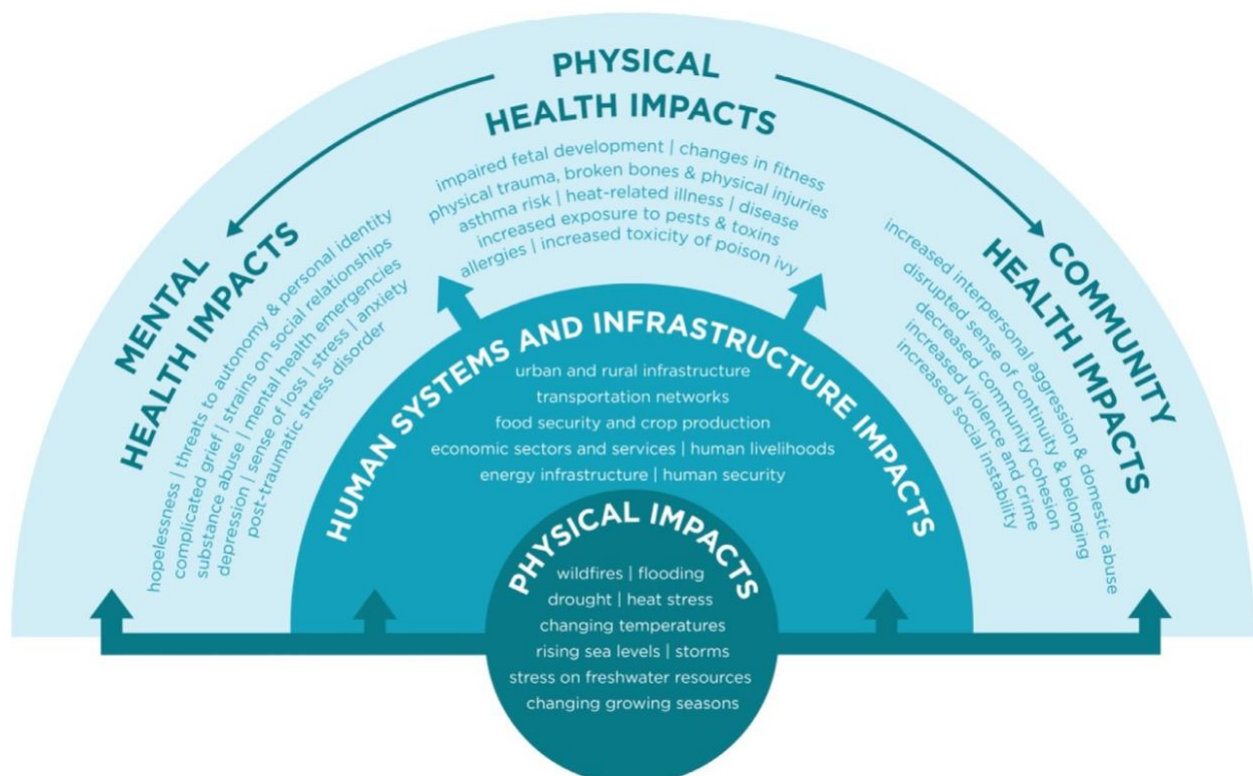 PHYSICAL
HEALTH IMPACTS
impaired fetal development | changes in fitness
physical trauma, broken bones & physical injuries
asthma risk | heat-related illness | disease
increased exposure to pests & toxins
allergies | increased toxicity of poison ivy
MENTAL
HEALTH IMPACTS
hopelessness | threats to autonomy & personal identity
complicated grief | strains on social relationships
substance abuse | mental health emergencies
depression | sense of loss | stress | anxiety
post-traumatic stress disorder
COMMUNITY
HEALTH IMPACTS
increased interpersonal aggression & domestic abuse
disrupted sense of continuity & belonging
decreased community cohesion
increased violence and crime
increased social instability
HUMAN SYSTEMS AND INFRASTRUCTURE IMPACTS
urban and rural infrastructure
transportation networks
food security and crop production
economic sectors and services | human livelihoods
energy infrastructure | human security
PHYSICAL IMPACTS
wildfires | flooding
drought | heat stress
changing temperatures
rising sea levels | storms
stress on freshwater resources
changing growing seasons